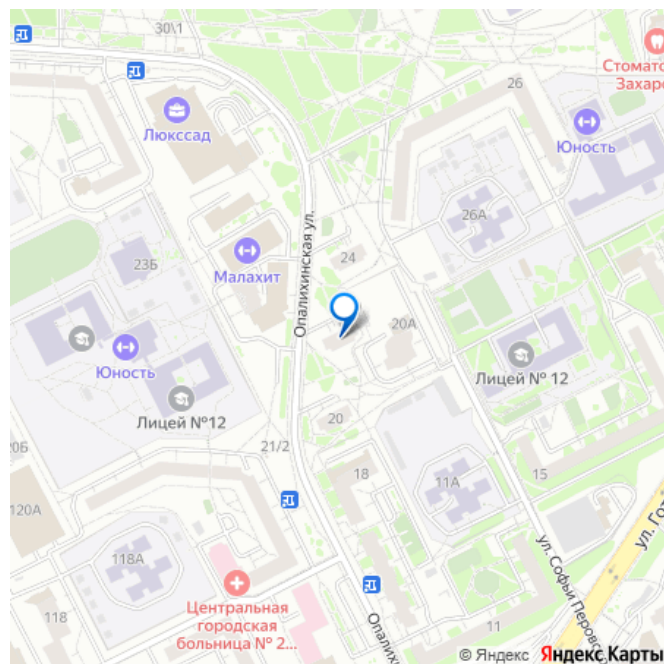 30\1
Люкссад
26
Стомато
Захаро
Юность
26А
Опалихинская ул.
24
23Б
Малахит
20А
Юность
Лицей № 12
Лицей №12
20
21/2
20Б
18
11А
15
120А
ул. Гот
118А
ул. Софьи Перовс
118
Центральная
городская
больница № 2...
Опалих
11
© Яндекс Яндекс Карты